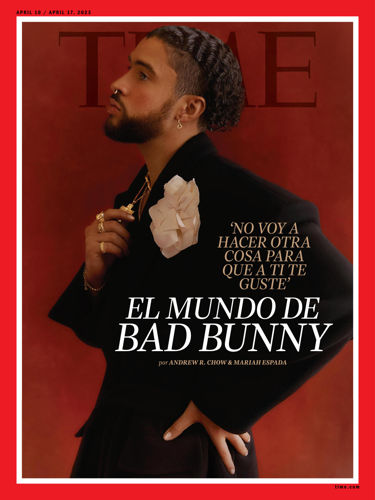 APRIL 10 / APRIL 17, 2023
TIME
‘NO VOY A
HACER OTRA
COSA PARA
QUE A TI TE
GUSTE’
EL MUNDO DE
BAD BUNNY
por ANDREW R. CHOW & MARIAH ESPADA
time.com